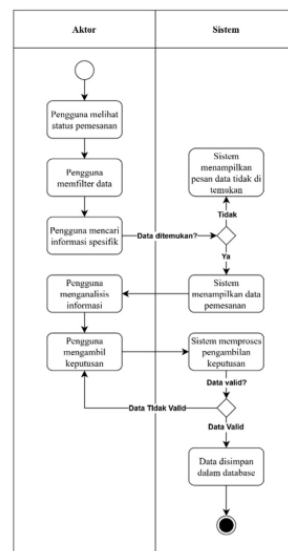 Aktor
Sistem
Pengguna melihat
status pemesanan
Pengguna
memfilter data
Sistem
menampilkan
pesan data tidak di
temukan
Tidak
Pengguna mencari
informasi spesifik
Data ditemukan?
Ya
Pengguna
menganalisis
informasi
Sistem
menampilkan data
pemesanan
Pengguna
mengambil
keputusan
Sistem memproses
pengambilan
keputusan
Data valid?
Data TIdak Valid
Data Valid
Data disimpan
dalam database